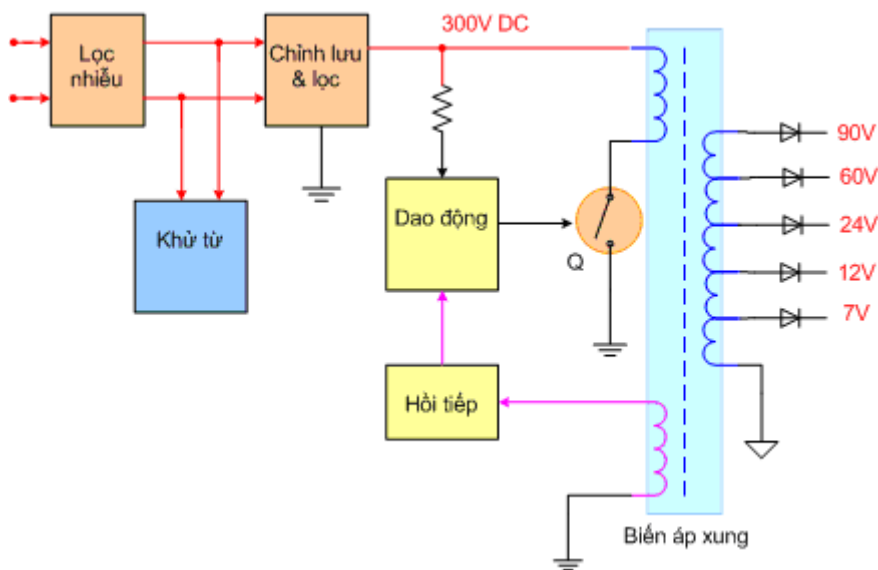 300V DC
Lọc
nhiễu
Chỉnh lưu
& lọc
90V
60V
24V
12V
7V
Khử từ
Dao động
Q
Hồi tiếp
Biến áp xung